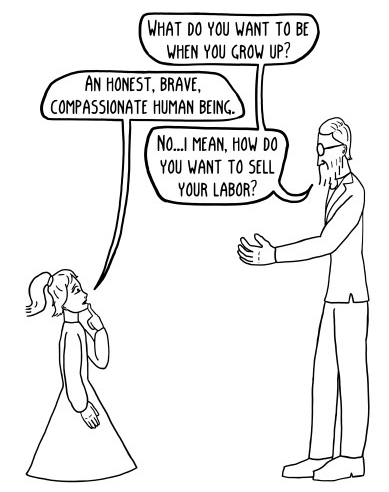 WHAT DO YOU WANT TO BE
WHEN YOU GROW UP?
AN HONEST, BRAVE,
COMPASSIONATE HUMAN BEING.
NO...I MEAN, HOW DO
YOU WANT TO SELL
YOUR LABOR?